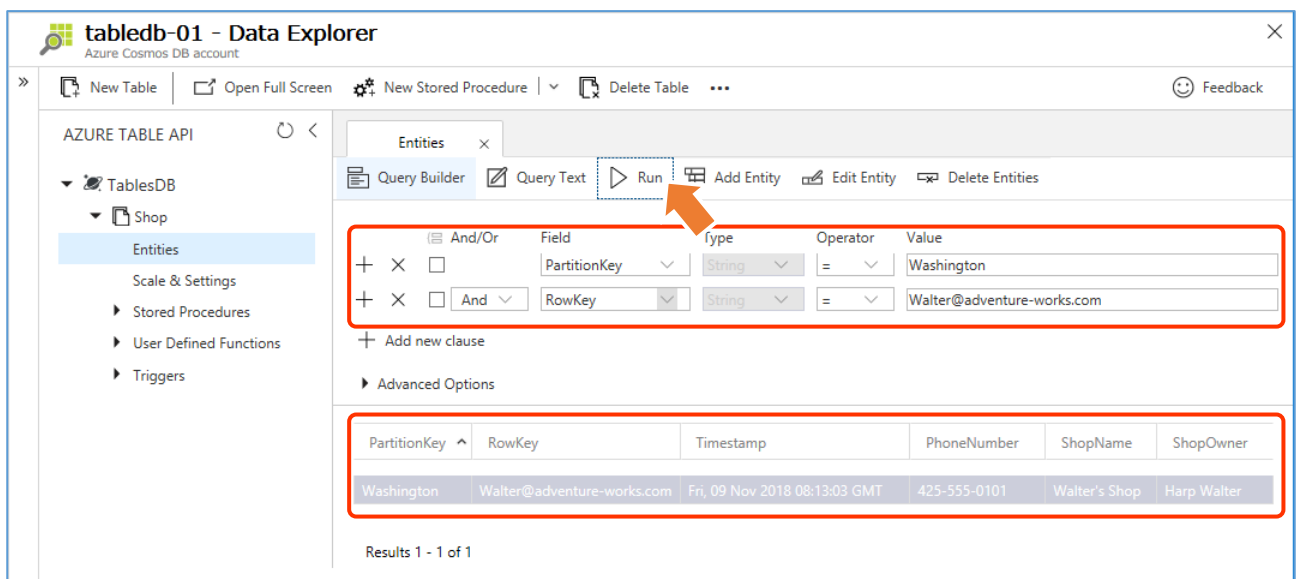 tabledb-01 - Data Explorer
Azure Cosmos DB account
New Table Open Full Screen New Stored Procedure Delete Table Feedback
AZURE TABLE API
TablesDB
Shop
Entities
Scale & Settings
Stored Procedures
User Defined Functions
Triggers
Entities
Query Builder Query Text Run Add Entity Edit Entity Delete Entities
And/Or Field Type Operator Value
PartitionKey String = Washington
And RowKey String = Walter@adventure-works.com
Add new clause
Advanced Options
PartitionKey RowKey Timestamp PhoneNumber ShopName ShopOwner
Washington Walter@adventure-works.com Fri, 09 Nov 2018 08:13:03 GMT 425-555-0101 Walter's Shop Harp Walter
Results 1 - 1 of 1